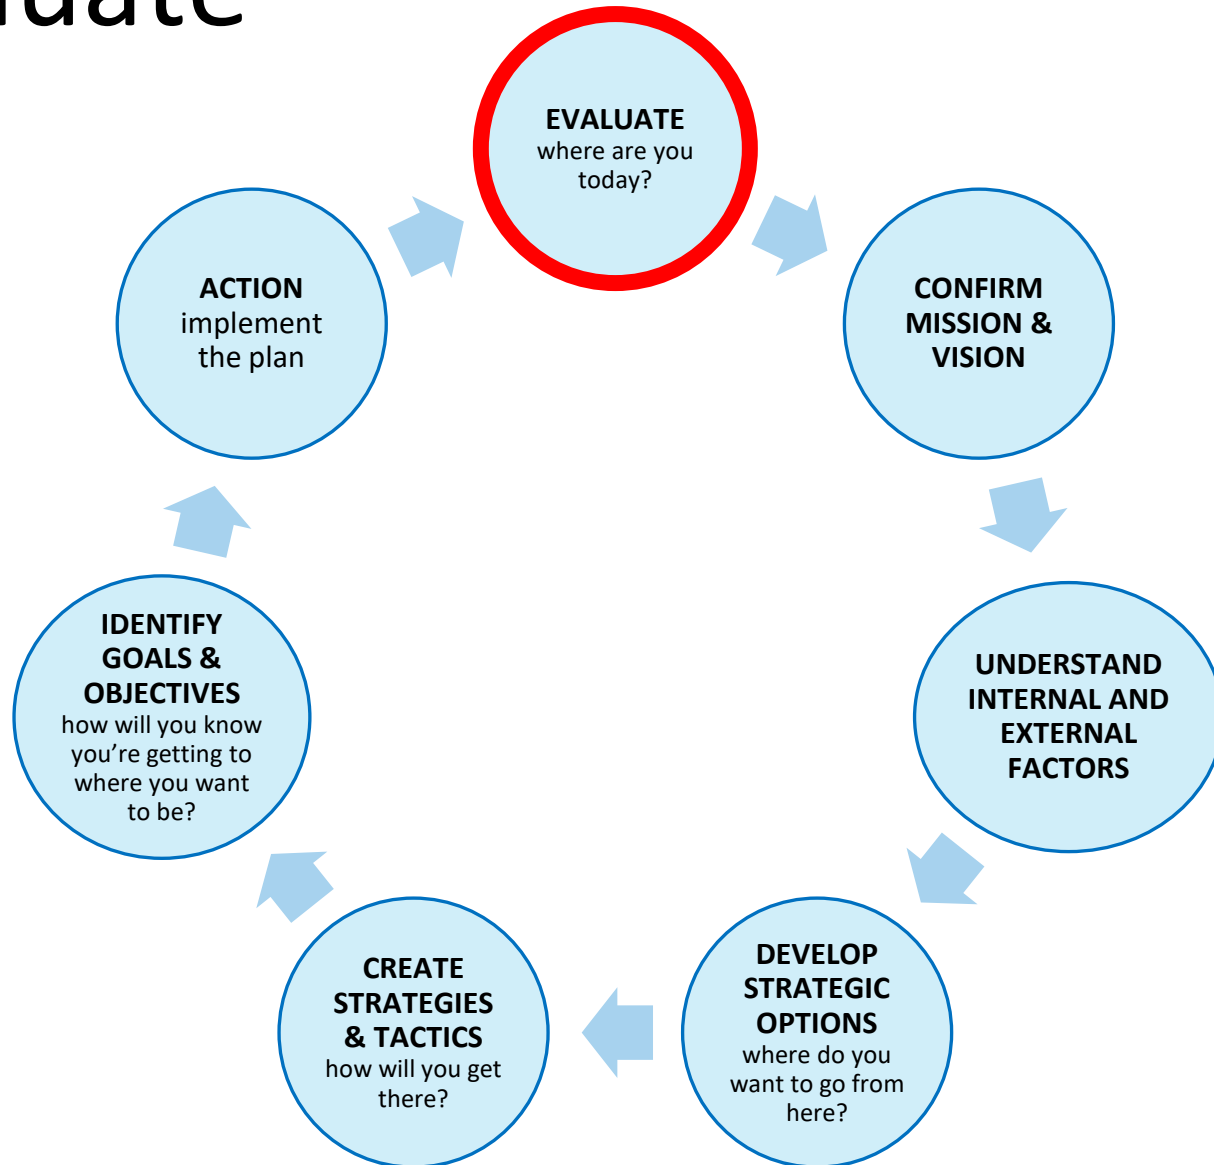 EVALUATE
where are you
today?
CONFIRM
MISSION &
VISION
UNDERSTAND
INTERNAL AND
EXTERNAL
FACTORS
DEVELOP
STRATEGIC
OPTIONS
where do you
want to go from
here?
CREATE
STRATEGIES
& TACTICS
how will you get
there?
IDENTIFY
GOALS &
OBJECTIVES
how will you know
you’re getting to
where you want
to be?
ACTION
implement
the plan